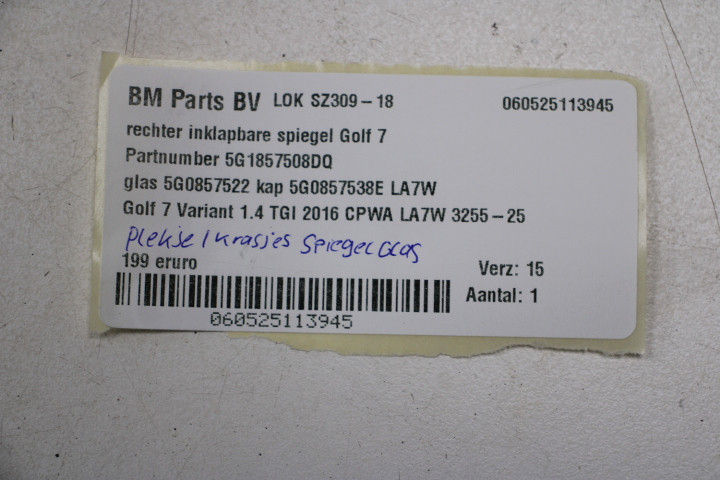 BM Parts BV LOK SZ309-18 060525113945
rechter inklapbare spiegel Golf 7
Partnumber 5G1857508DQ
glas 5G0857522 kap 5G0857538E LA7W
Golf 7 Variant 1.4 TGI 2016 CPWA LA7W 3255-25
plekje / krasjes spiegelglas
199 eruro Verz: 15
Aantal: 1
060525113945